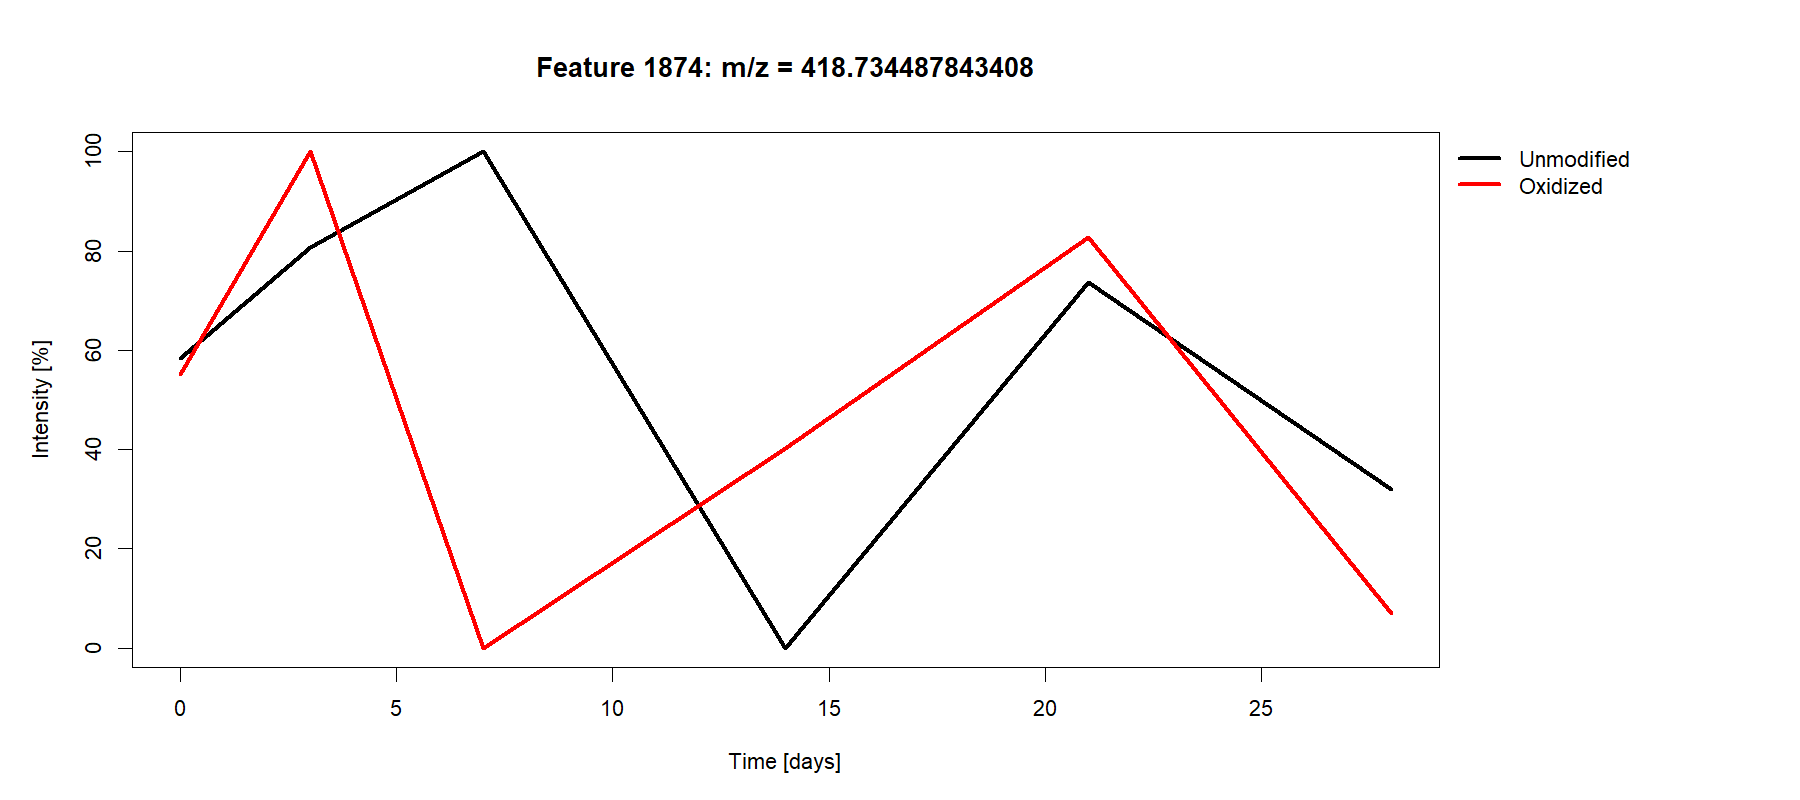 Feature 1874: m/z = 418.734487843408
Unmodified
Oxidized
Intensity [%]
100
80
60
40
20
0
0 5 10 15 20 25
Time [days]